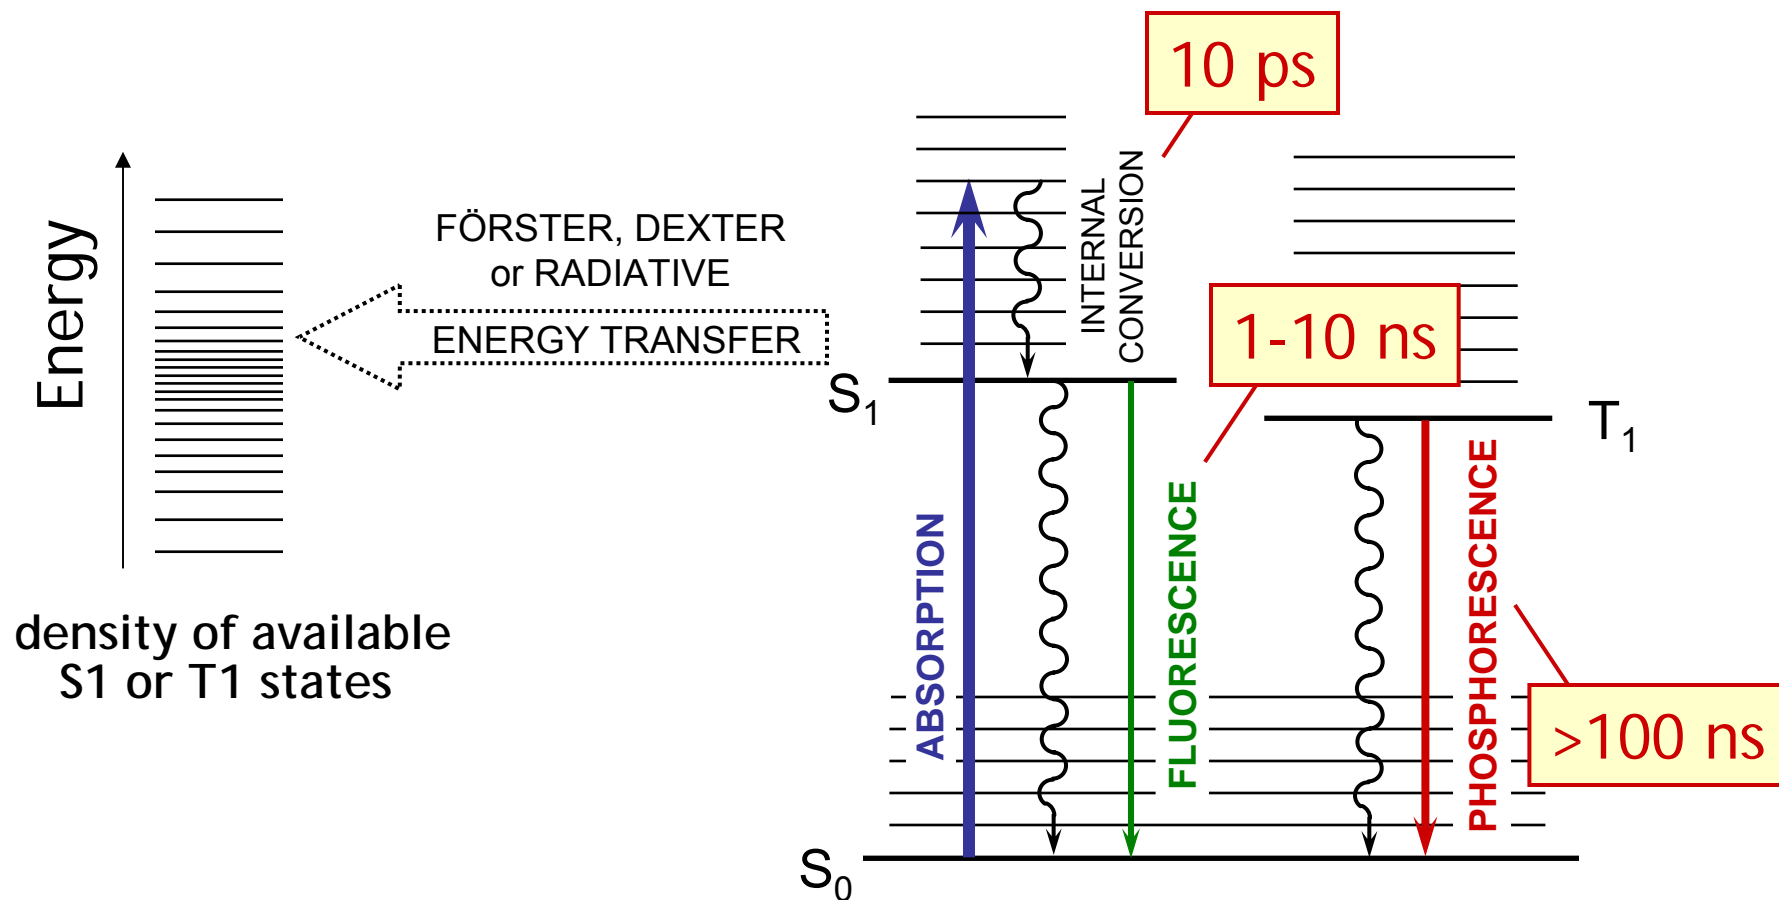 10 ps
Energy
FÖRSTER, DEXTER
or RADIATIVE
ENERGY TRANSFER
INTERNAL
CONVERSION
1-10 ns
S1
T1
ABSORPTION
FLUORESCENCE
PHOSPHORESCENCE
density of available
S1 or T1 states
>100 ns
S0